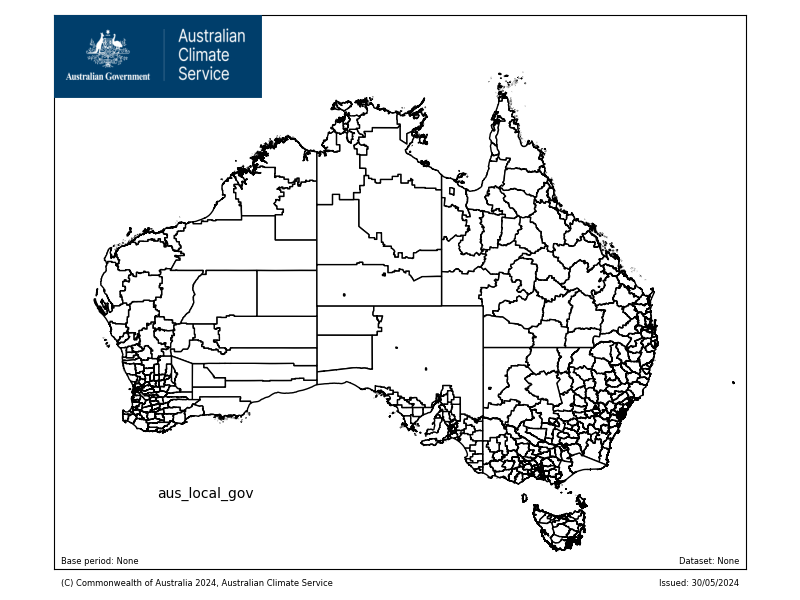 Australian
Climate
Service
Australian Government
aus_local_gov
Base period: None
Dataset: None
(C) Commonwealth of Australia 2024, Australian Climate Service
Issued: 30/05/2024